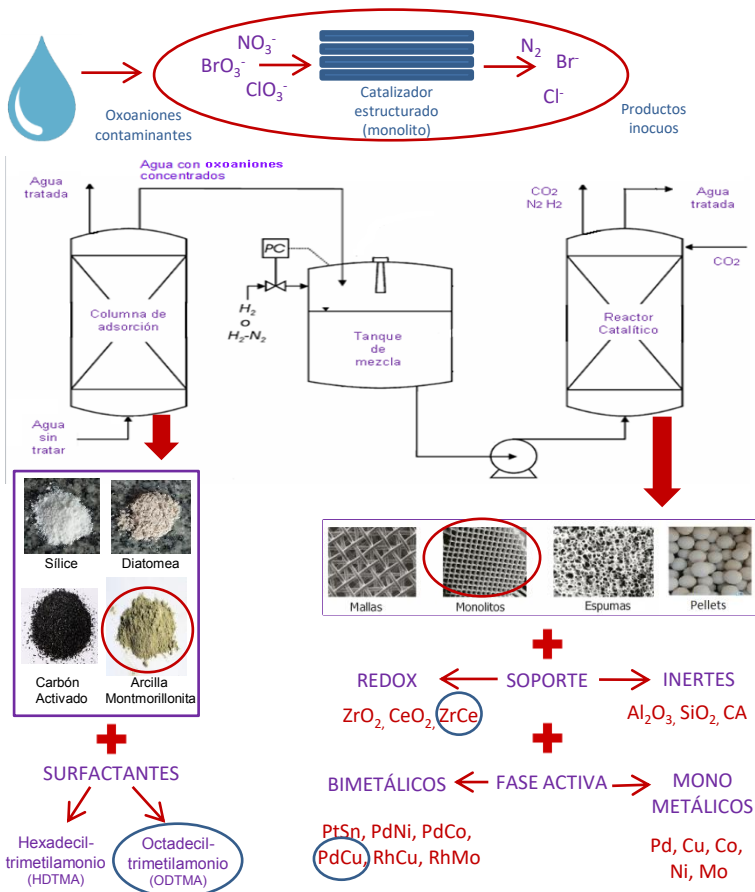 NO₃⁻
BrO₃⁻
ClO₃⁻
N₂
Br⁻
Cl⁻
Oxoaniones
contaminantes
Catalizador
estructurado
(monolito)
Productos
inocuos
Agua con oxoaniones
concentrados
Agua
tratada
CO2
N2 H2
Agua
tratada
PC
CO2
Columna de
adsorción
H₂
o
H₂-N₂
Tanque
de
mezcla
Reactor
Catalítico
Agua
sin
tratar
Sílice
Diatomea
Carbón
Activado
Arcilla
Montmorillonita
Mallas
Monolitos
Espumas
Pellets
REDOX
SOPORTE
INERTES
ZrO₂, CeO₂, ZrCe
Al₂O₃, SiO₂, CA
SURFACTANTES
BIMETÁLICOS
FASE ACTIVA
MONO
METÁLICOS
Hexadecil-
trimetilamonio
(HDTMA)
Octadecil-
trimetilamonio
(ODTMA)
PtSn, PdNi, PdCo,
PdCu, RhCu, RhMo
Pd, Cu, Co,
Ni, Mo